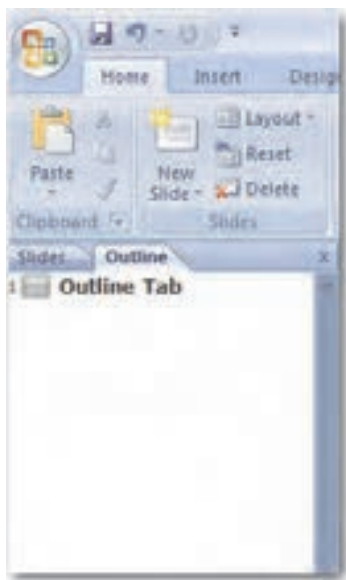 Home Insert Design
Layout
Reset
Paste New Slide Delete
Clipboard Slides
Slides Outline x
1 Outline Tab